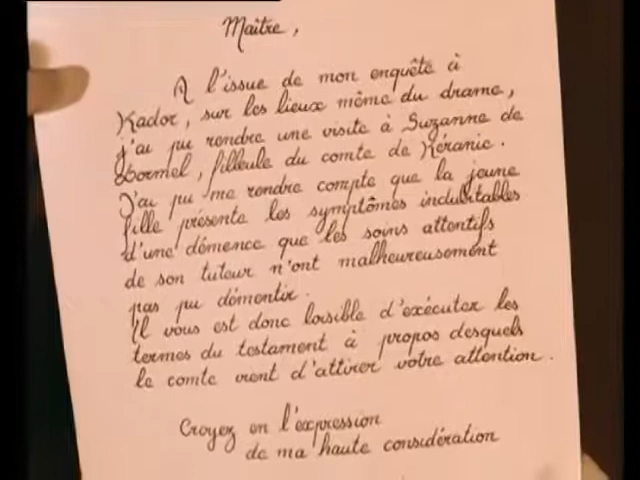 Maître,
A l'issue de mon enquête à
Kador, sur les lieux même du drame,
j'ai pu rendre une visite à Suzanne de
Lormel, filleule du comte de Kéranic.
J'ai pu me rendre compte que la jeune
fille présente les symptômes indubitables
d'une démence que les soins attentifs
de son tuteur n'ont malheureusement
pas pu démentir.
Il vous est donc loisible d'exécuter les
termes du testament à propos desquels
le comte vient d'attirer votre attention.
Croyez en l'expression
de ma haute considération